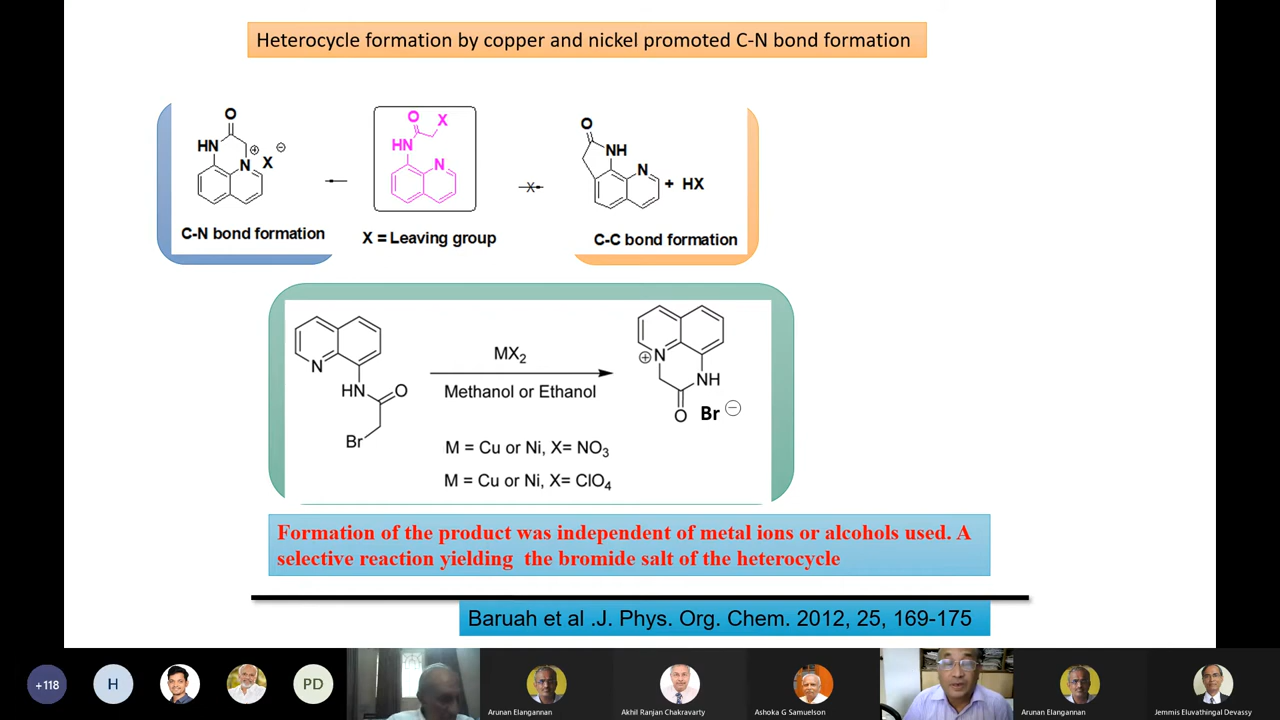 Heterocycle formation by copper and nickel promoted C-N bond formation
O
HN
N
⊕
X
⊖
C-N bond formation
O
X
HN
N
X = Leaving group
X
O
NH
N
+ HX
C-C bond formation
N
HN
O
Br
MX2
Methanol or Ethanol
M = Cu or Ni, X= NO3
M = Cu or Ni, X= ClO4
⊕
N
NH
O
Br ⊖
Formation of the product was independent of metal ions or alcohols used. A
selective reaction yielding the bromide salt of the heterocycle
Baruah et al .J. Phys. Org. Chem. 2012, 25, 169-175
+118
H
PD
Arunan Elangannan
Akhil Ranjan Chakravarty
Ashoka G Samuelson
Arunan Elangannan
Jemmis Eluvathingal Devassy